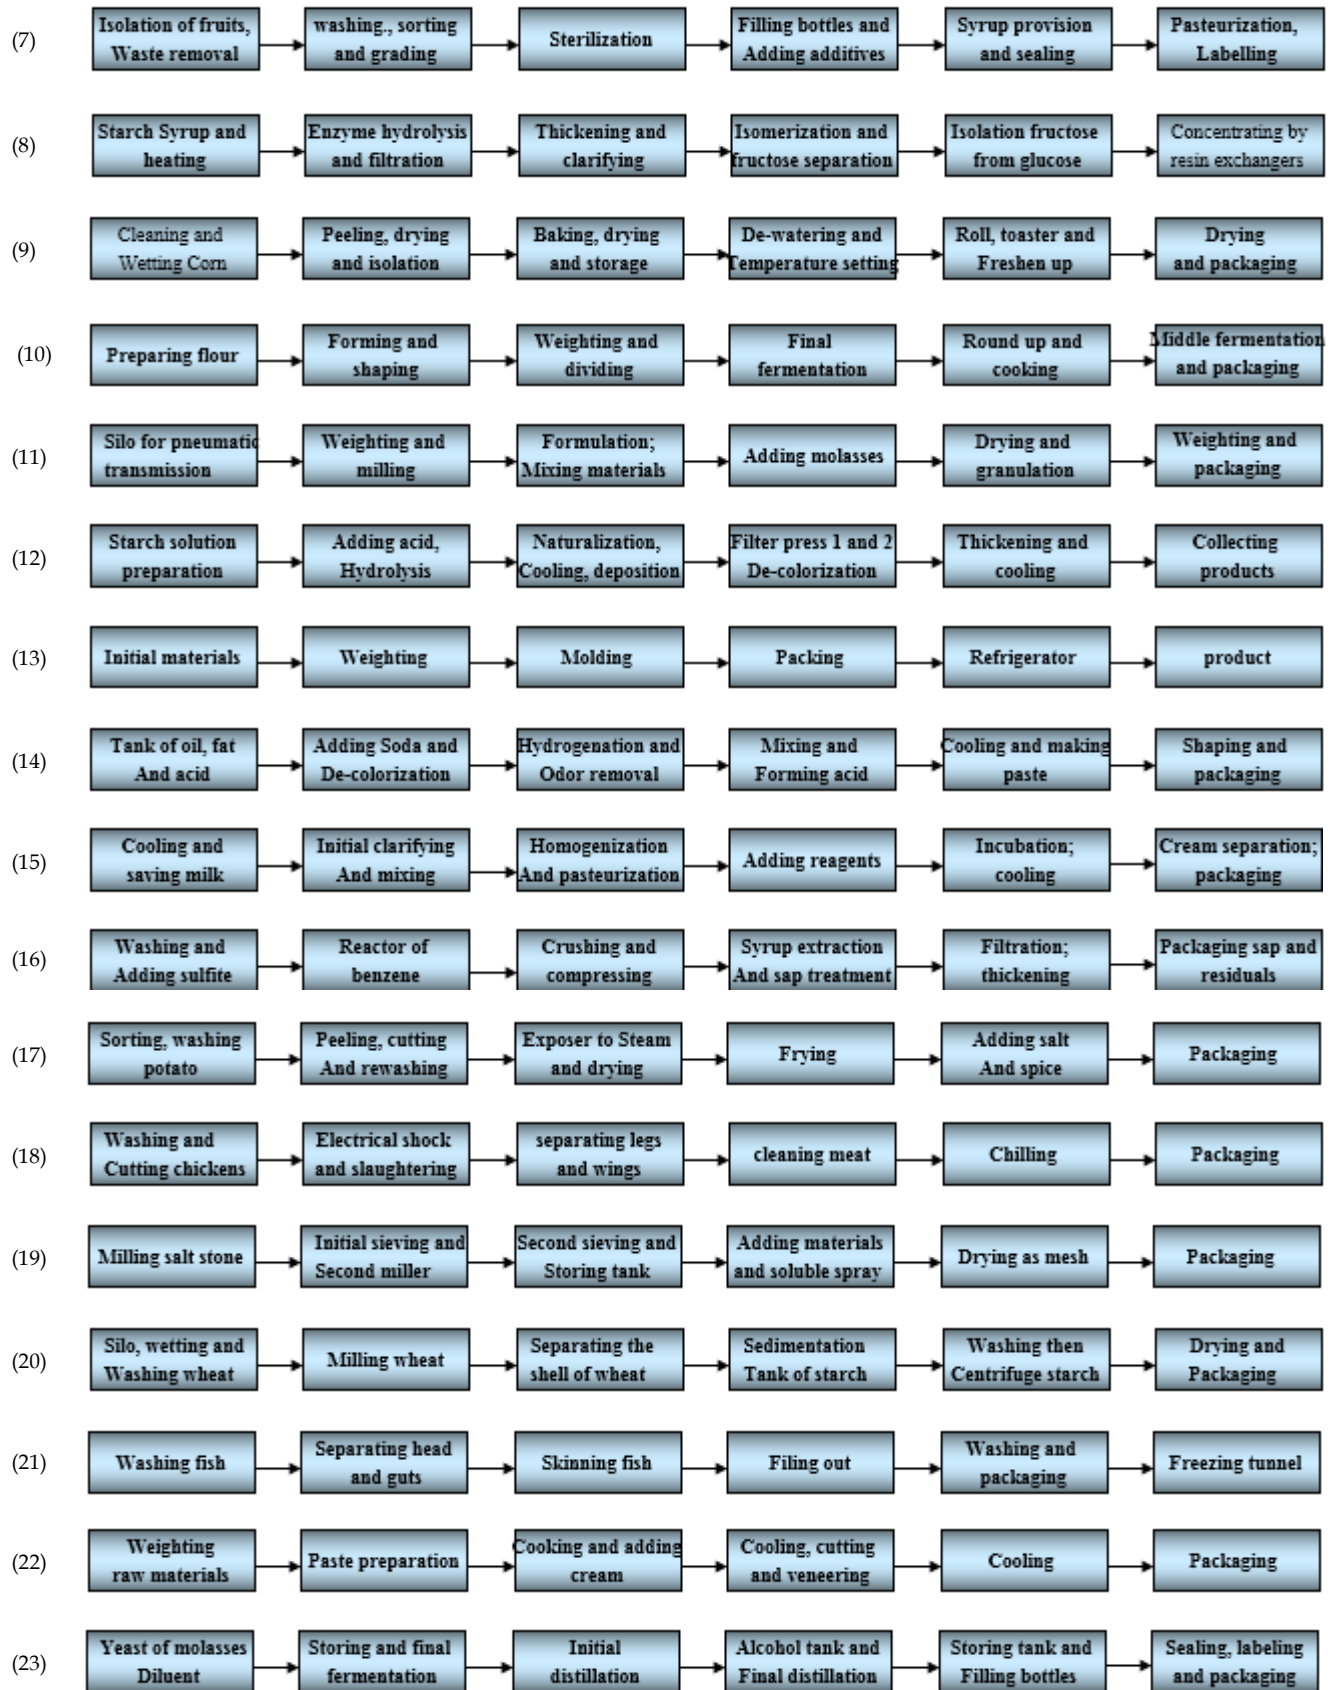 (7)
Isolation of fruits,
Waste removal
washing., sorting
and grading
Sterilization
Filling bottles and
Adding additives
Syrup provision
and sealing
Pasteurization,
Labelling
(8)
Starch Syrup and
heating
Enzyme hydrolysis
and filtration
Thickening and
clarifying
Isomerization and
fructose separation
Isolation fructose
from glucose
Concentrating by
resin exchangers
(9)
Cleaning and
Wetting Corn
Peeling, drying
and isolation
Baking, drying
and storage
De-watering and
Temperature setting
Roll, toaster and
Freshen up
Drying
and packaging
(10)
Preparing flour
Forming and
shaping
Weighting and
dividing
Final
fermentation
Round up and
cooking
Middle fermentation
and packaging
(11)
Silo for pneumatic
transmission
Weighting and
milling
Formulation;
Mixing materials
Adding molasses
Drying and
granulation
Weighting and
packaging
(12)
Starch solution
preparation
Adding acid,
Hydrolysis
Naturalization,
Cooling, deposition
Filter press 1 and 2
De-colorization
Thickening and
cooling
Collecting
products
(13)
Initial materials
Weighting
Molding
Packing
Refrigerator
product
(14)
Tank of oil, fat
And acid
Adding Soda and
De-colorization
Hydrogenation and
Odor removal
Mixing and
Forming acid
Cooling and making
paste
Shaping and
packaging
(15)
Cooling and
saving milk
Initial clarifying
And mixing
Homogenization
And pasteurization
Adding reagents
Incubation;
cooling
Cream separation;
packaging
(16)
Washing and
Adding sulfite
Reactor of
benzene
Crushing and
compressing
Syrup extraction
And sap treatment
Filtration;
thickening
Packaging sap and
residuals
(17)
Sorting, washing
potato
Peeling, cutting
And rewashing
Exposer to Steam
and drying
Frying
Adding salt
And spice
Packaging
(18)
Washing and
Cutting chickens
Electrical shock
and slaughtering
separating legs
and wings
cleaning meat
Chilling
Packaging
(19)
Milling salt stone
Initial sieving and
Second miller
Second sieving and
Storing tank
Adding materials
and soluble spray
Drying as mesh
Packaging
(20)
Silo, wetting and
Washing wheat
Milling wheat
Separating the
shell of wheat
Sedimentation
Tank of starch
Washing then
Centrifuge starch
Drying and
Packaging
(21)
Washing fish
Separating head
and guts
Skinning fish
Filing out
Washing and
packaging
Freezing tunnel
(22)
Weighting
raw materials
Paste preparation
Cooking and adding
cream
Cooling, cutting
and veneering
Cooling
Packaging
(23)
Yeast of molasses
Diluent
Storing and final
fermentation
Initial
distillation
Alcohol tank and
Final distillation
Storing tank and
Filling bottles
Sealing, labeling
and packaging